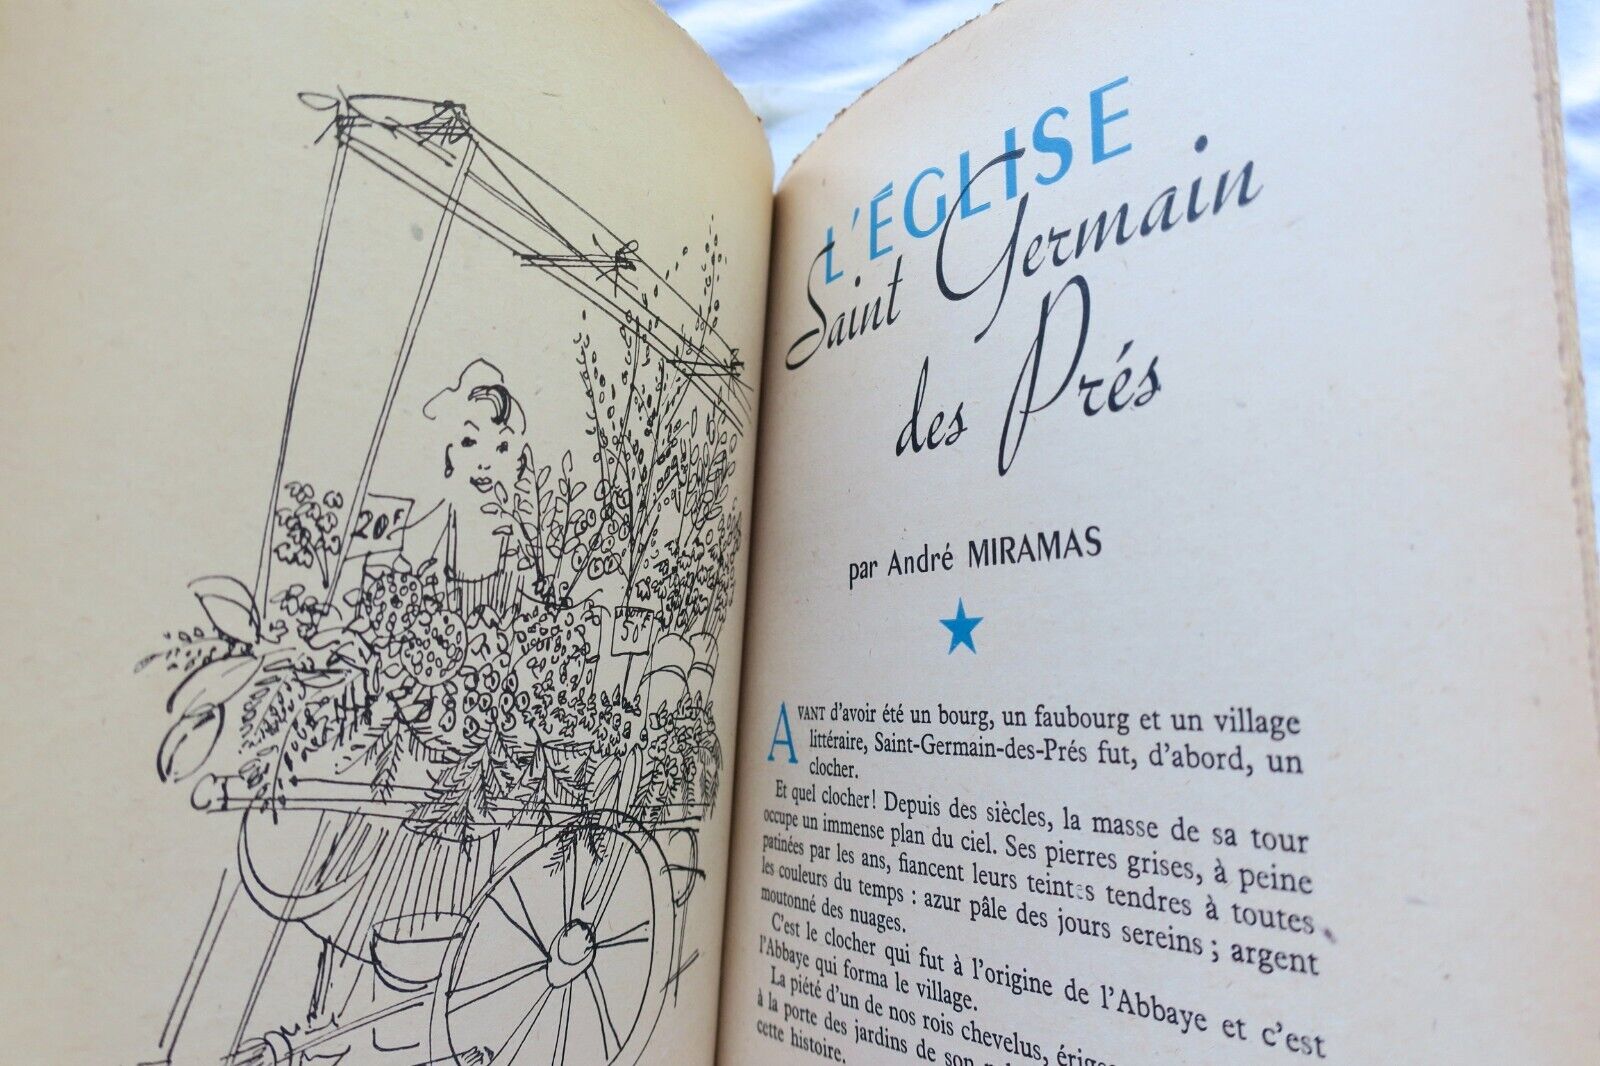 20F
50F
L'ÉGLISE
Saint Germain
des Prés
par André MIRAMAS
AVANT d'avoir été un bourg, un faubourg et un village
littéraire, Saint-Germain-des-Prés fut, d'abord, un
clocher.
Et quel clocher! Depuis des siècles, la masse de sa tour
occupe un immense plan du ciel. Ses pierres grises, à peine
patinées par les ans, fiancent leurs teintes tendres à toutes
les couleurs du temps : azur pâle des jours sereins ; argent
moutonné des nuages.
C'est le clocher qui fut à l'origine de l'Abbaye et c'est
l'Abbaye qui forma le village.
La piété d'un de nos rois chevelus,
à la porte des jardins de son
cette histoire.